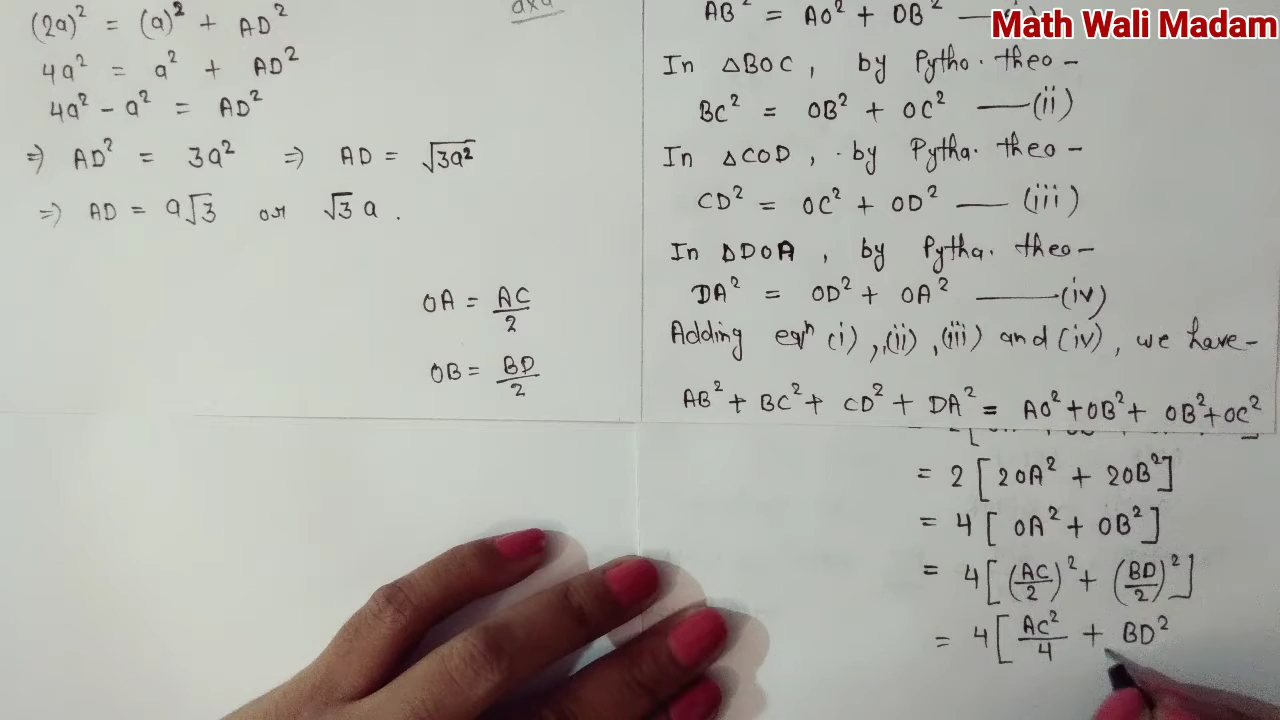 (2a)² = (a)² + AD²
4a² = a² + AD²
4a² - a² = AD²
⇒ AD² = 3a² ⇒ AD = √3a²
⇒ AD = a√3 or √3 a .
OA = AC/2
OB = BD/2
Math Wali Madam
AB² = AO² + OB² — (i)
In △BOC, by Pytho. theo -
BC² = OB² + OC² — (ii)
In △COD, by Pytha. theo -
CD² = OC² + OD² — (iii)
In △DOA, by Pytha. theo -
DA² = OD² + OA² — (iv)
Adding eqⁿ (i), (ii), (iii) and (iv), we have -
AB² + BC² + CD² + DA² = AO² + OB² + OB² + OC²
= 2 [2OA² + 2OB²]
= 4 [OA² + OB²]
= 4 [(AC/2)² + (BD/2)²]
= 4 [AC²/4 + BD²